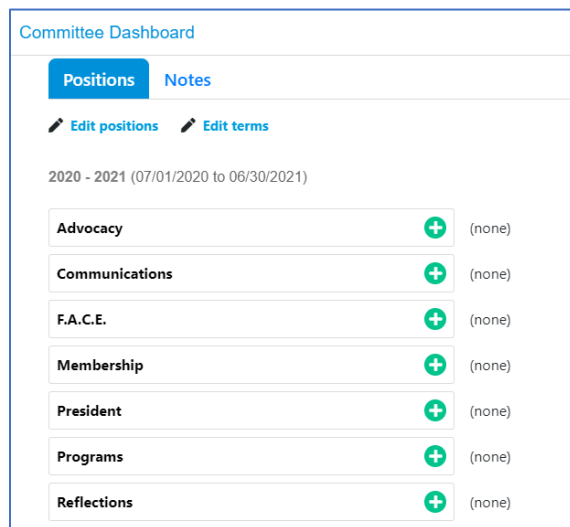 Committee Dashboard
Positions Notes
Edit positions Edit terms
2020 - 2021 (07/01/2020 to 06/30/2021)
Advocacy (none)
Communications (none)
F.A.C.E. (none)
Membership (none)
President (none)
Programs (none)
Reflections (none)